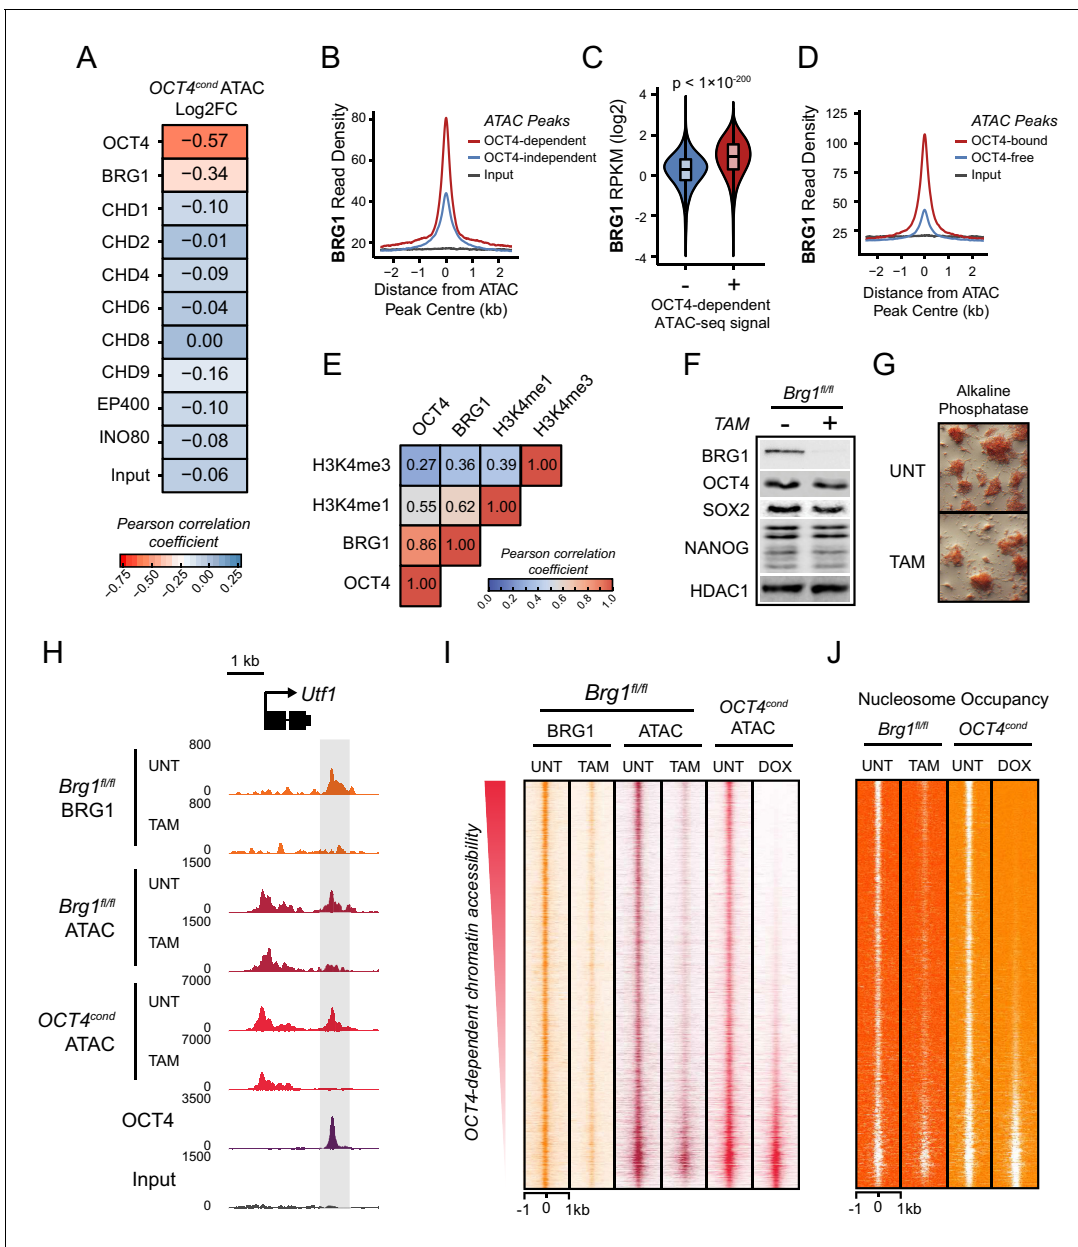 A
OCT4cond ATAC
Log2FC
OCT4 −0.57
BRG1 −0.34
CHD1 −0.10
CHD2 −0.01
CHD4 −0.09
CHD6 −0.04
CHD8 0.00
CHD9 −0.16
EP400 −0.10
INO80 −0.08
Input −0.06
Pearson correlation
coefficient
−0.75 −0.50 −0.25 0.00 0.25
B
BRG1 Read Density
80
60
40
20
ATAC Peaks
OCT4-dependent
OCT4-independent
Input
−2 −1 0 1 2
Distance from ATAC
Peak Centre (kb)
C
p < 1×10-200
BRG1 RPKM (log2)
4
2
0
-2
−4
- +
OCT4-dependent
ATAC-seq signal
D
BRG1 Read Density
125
100
75
50
25
ATAC Peaks
OCT4-bound
OCT4-free
Input
−2 −1 0 1 2
Distance from ATAC
Peak Centre (kb)
E
OCT4 BRG1 H3K4me1 H3K4me3
H3K4me3 0.27 0.36 0.39 1.00
H3K4me1 0.55 0.62 1.00
BRG1 0.86 1.00
OCT4 1.00
Pearson correlation
coefficient
0.0 0.2 0.4 0.6 0.8 1.0
F
Brg1fl/fl
TAM - +
BRG1
OCT4
SOX2
NANOG
HDAC1
G
Alkaline
Phosphatase
UNT
TAM
H
1 kb
Utf1
Brg1fl/fl
BRG1
UNT
800
0
TAM
800
0
Brg1fl/fl
ATAC
UNT
1500
0
TAM
1500
0
OCT4cond
ATAC
UNT
7000
0
TAM
7000
0
OCT4
3500
0
Input
1500
0
I
Brg1fl/fl
OCT4cond
BRG1 ATAC ATAC
UNT TAM UNT TAM UNT DOX
OCT4-dependent chromatin accessibility
-1 0 1kb
J
Nucleosome Occupancy
Brg1fl/fl OCT4cond
UNT TAM UNT DOX
-1 0 1kb